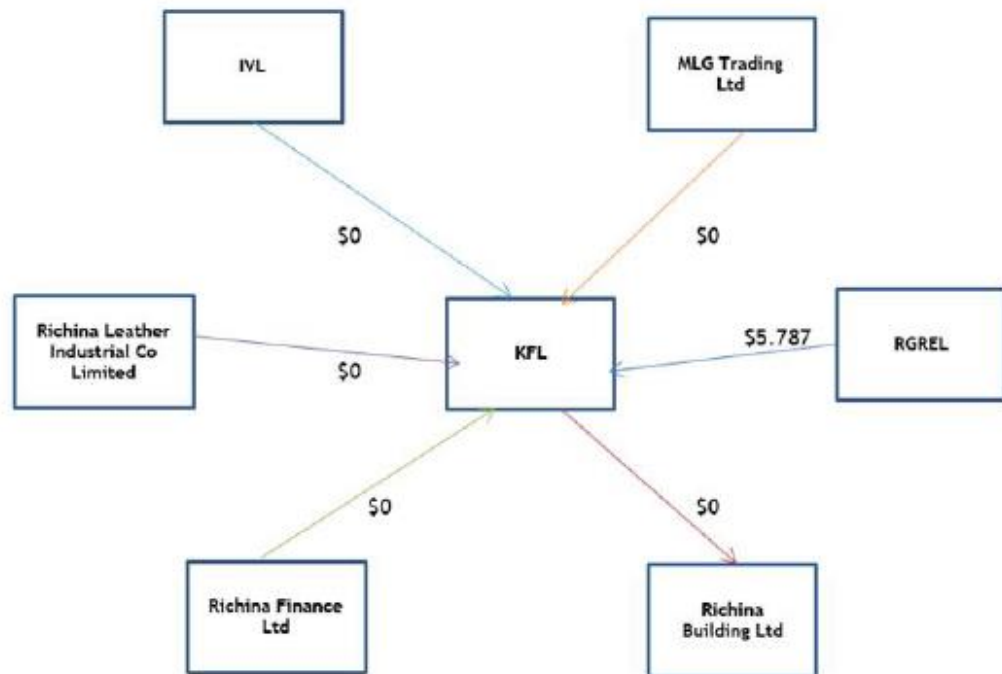 IVL
MLG Trading
Ltd
$0
$0
Richina Leather
Industrial Co
Limited
$0
KFL
$5.787
RGREL
$0
$0
Richina Finance
Ltd
Richina
Building Ltd